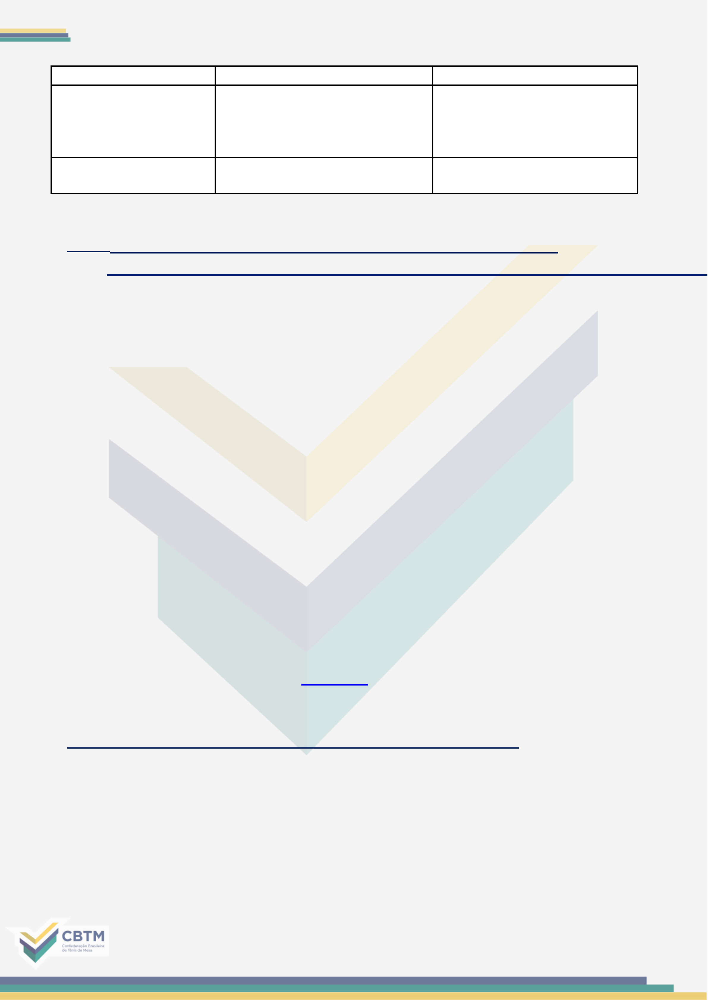 CBTM
Confederação Brasileira
de Tênis de Mesa